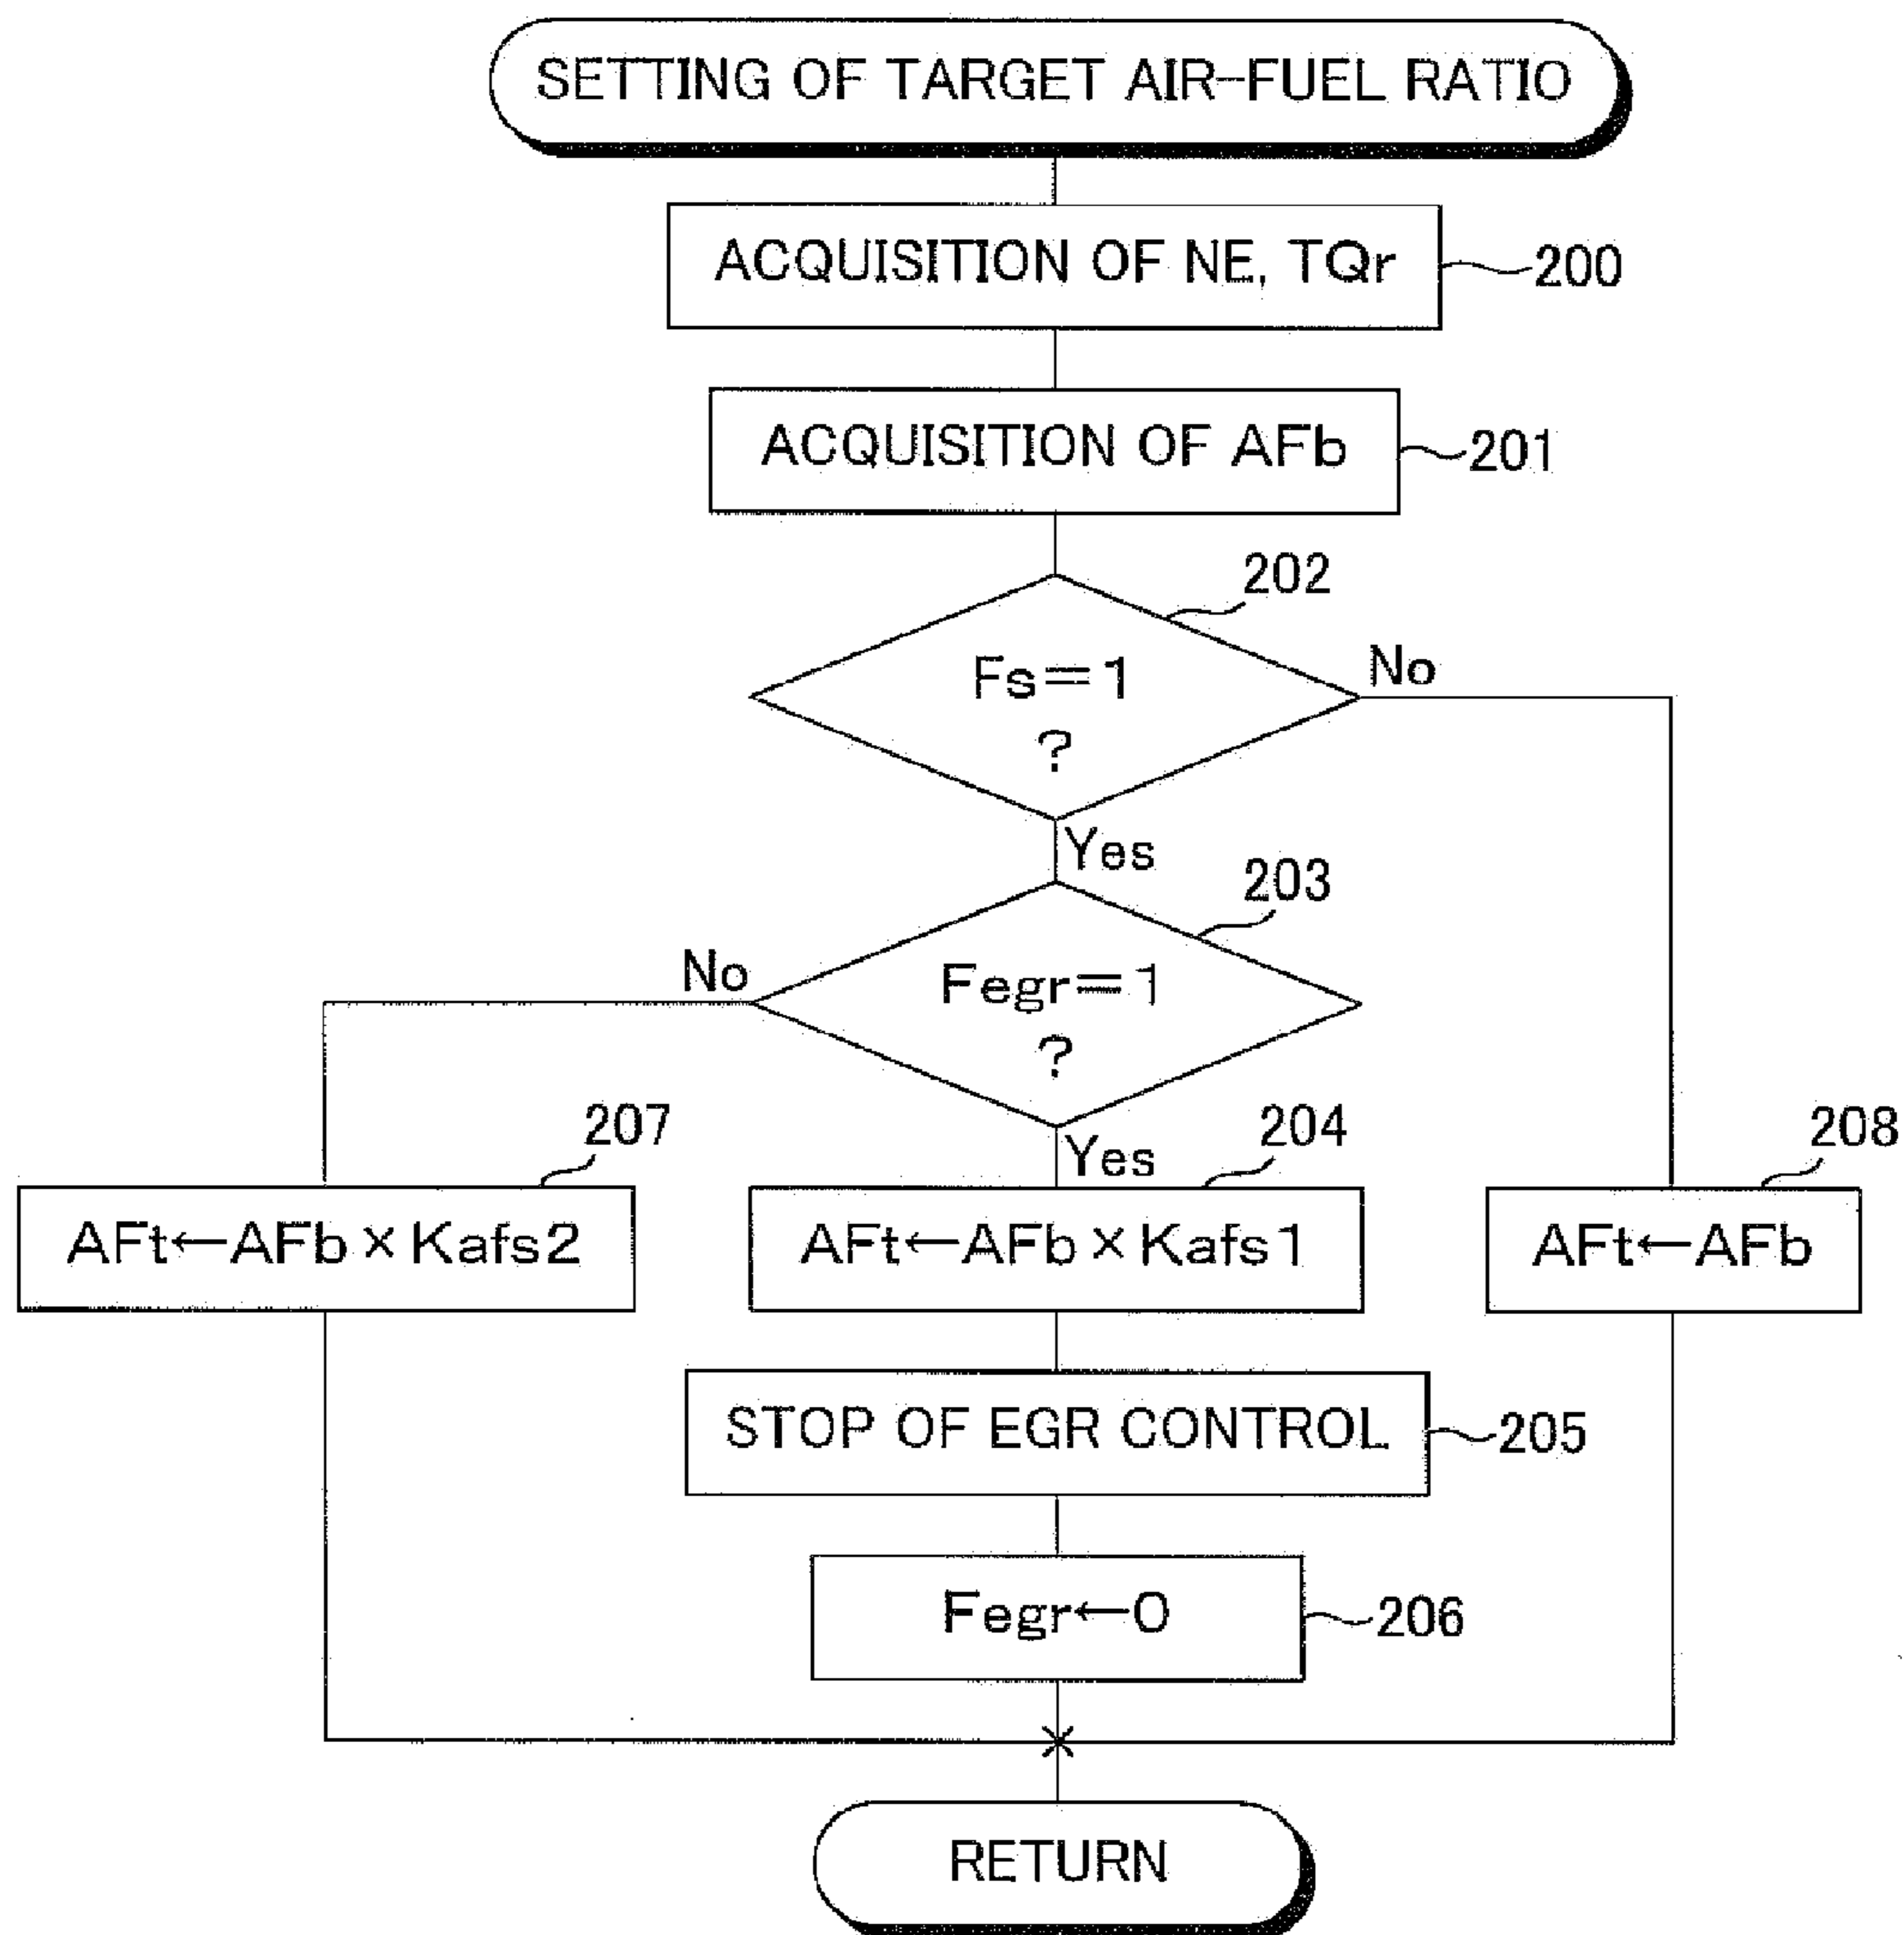 SETTING OF TARGET AIR-FUEL RATIO
ACQUISITION OF NE, TQr
200
ACQUISITION OF AFb
201
202
Fs=1
?
No
Yes
203
Fegr=1
?
No
Yes
207
204
208
AFt←AFb×Kafs2
AFt←AFb×Kafs1
AFt←AFb
STOP OF EGR CONTROL
205
Fegr←0
206
RETURN